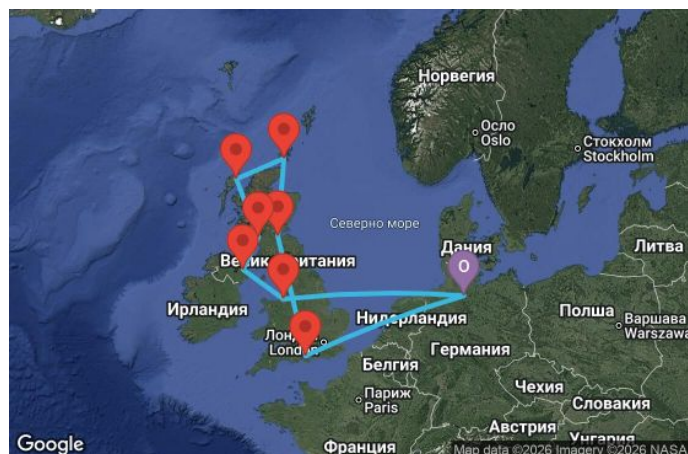 Норвегия
Осло
Oslo
Стокхолм
Stockholm
Северно море
Дания
Литва
Великобритания
O
Ирландия
Нидерландия
Полша
Варшава
Warszawa
London
Германия
Белгия
Чехия
Париж
Paris
Словакия
Австрия
Унгария
Франция
Google
Map data ©2026 Imagery ©2026 NASA